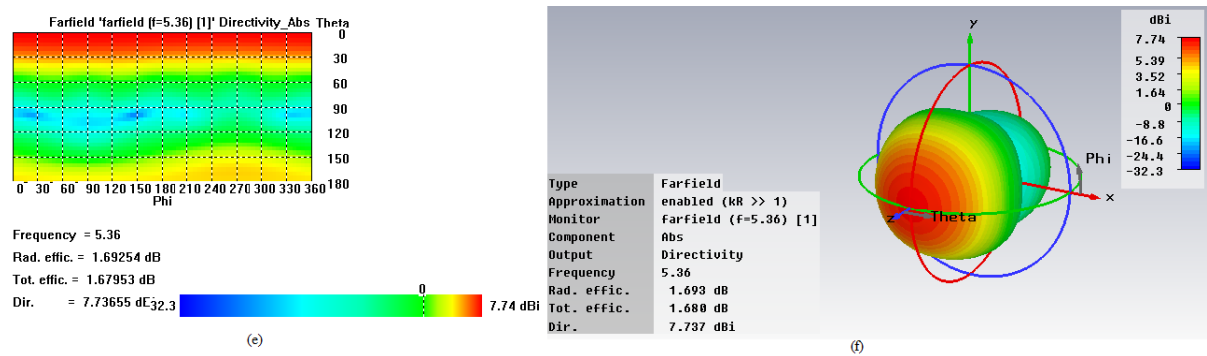 Farfield 'farfield (f=5.36) [1]' Directivity_Abs Theta
0
30
60
90
120
150
180
0 30 60 90 120 150 180 210 240 270 300 330 360
Phi
Frequency = 5.36
Rad. effic. = 1.69254 dB
Tot. effic. = 1.67953 dB
Dir. = 7.73655 dB
-32.3 0 7.74 dBi
(e)
y
x
z
Phi
Theta
dBi
7.74
5.39
3.52
1.64
0
-8.8
-16.6
-24.4
-32.3
Type Farfield
Approximation enabled (kR >> 1)
Monitor farfield (f=5.36) [1]
Component Abs
Output Directivity
Frequency 5.36
Rad. effic. 1.693 dB
Tot. effic. 1.680 dB
Dir. 7.737 dBi
(f)